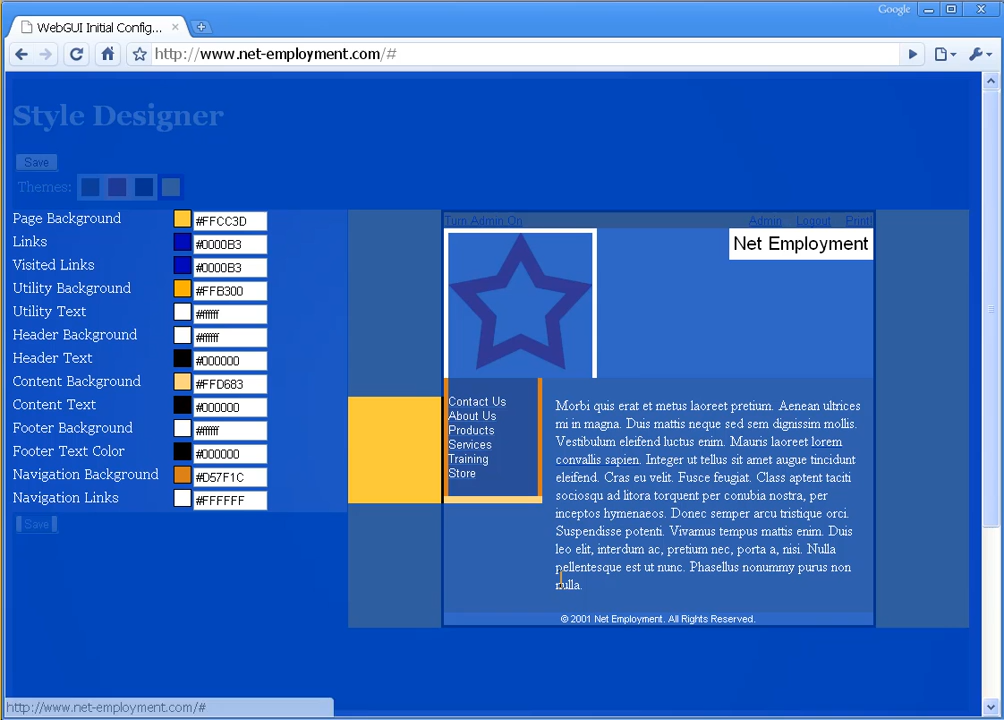 Google
WebGUI Initial Config...
http://www.net-employment.com/#
Style Designer
Save
Themes:
Page Background #FFCC3D
Links #0000B3
Visited Links #0000B3
Utility Background #FFB300
Utility Text #ffffff
Header Background #ffffff
Header Text #000000
Content Background #FFD683
Content Text #000000
Footer Background #ffffff
Footer Text Color #000000
Navigation Background #D57F1C
Navigation Links #FFFFFF
Save
Turn Admin On Admin Logout Print!
Net Employment
Contact Us
About Us
Products
Services
Training
Store
Morbi quis erat et metus laoreet pretium. Aenean ultrices
mi in magna. Duis mattis neque sed sem dignissim mollis.
Vestibulum eleifend luctus enim. Mauris laoreet lorem
convallis sapien. Integer ut tellus sit amet augue tincidunt
eleifend. Cras eu velit. Fusce feugiat. Class aptent taciti
sociosqu ad litora torquent per conubia nostra, per
inceptos hymenaeos. Donec semper arcu tristique orci.
Suspendisse potenti. Vivamus tempus mattis enim. Duis
leo elit, interdum ac, pretium nec, porta a, nisi. Nulla
pellentesque est ut nunc. Phasellus nonummy purus non
nulla.
© 2001 Net Employment. All Rights Reserved.
http://www.net-employment.com/#